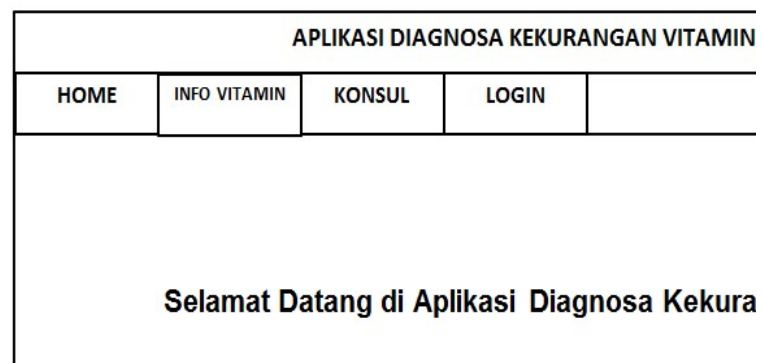 APLIKASI DIAGNOSA KEKURANGAN VITAMIN
HOME INFO VITAMIN KONSUL LOGIN
Selamat Datang di Aplikasi Diagnosa Kekura